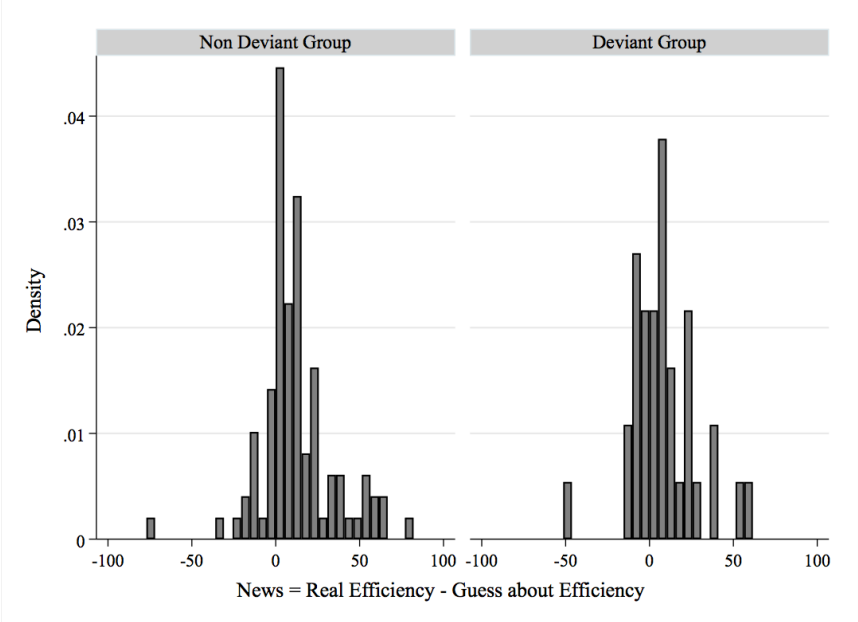 Non Deviant Group
Deviant Group
.04
.03
.02
.01
0
Density
-100 -50 0 50 100
-100 -50 0 50 100
News = Real Efficiency - Guess about Efficiency